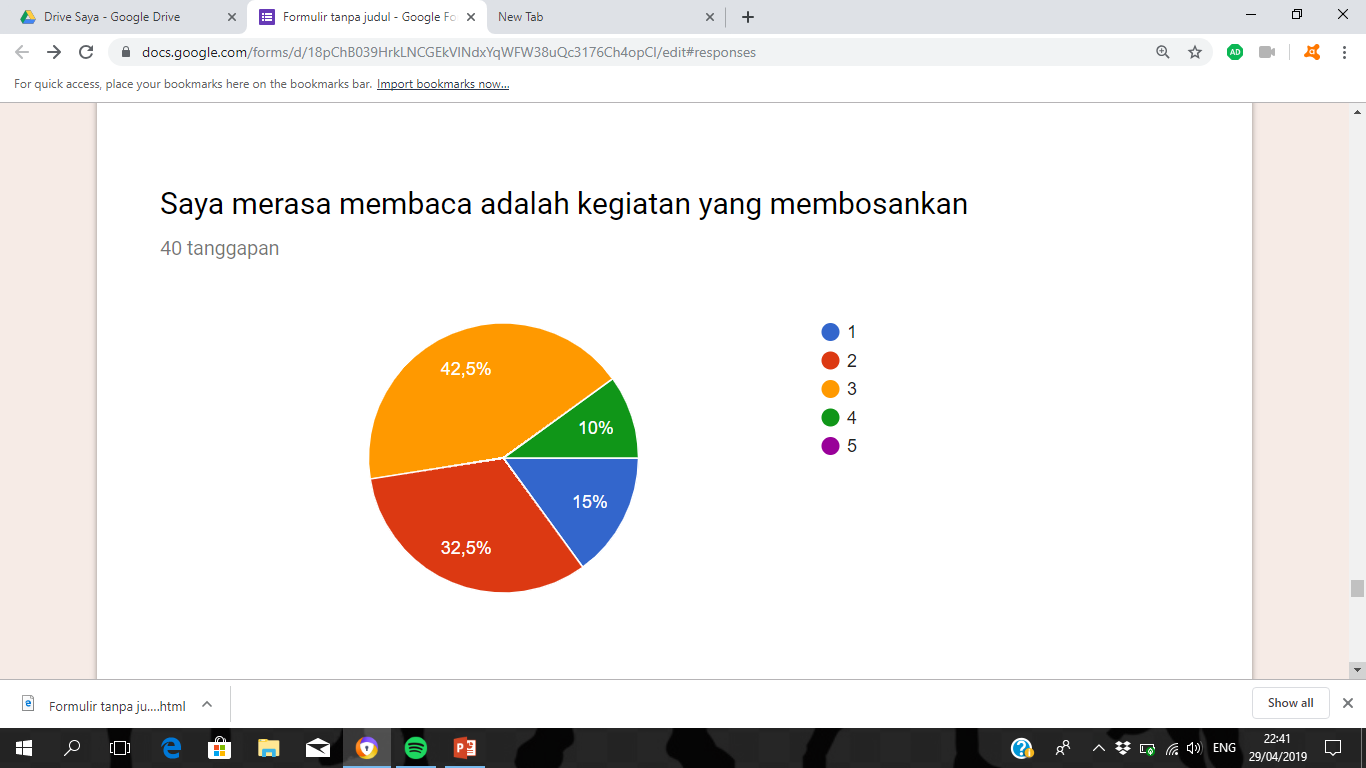 Drive Saya - Google Drive
Formulir tanpa judul - Google Fo
New Tab
docs.google.com/forms/d/18pChB039HrkLNCGEkVlNdxYqWFW38uQc3176Ch4opCI/edit#responses
AD
For quick access, place your bookmarks here on the bookmarks bar. Import bookmarks now...
Saya merasa membaca adalah kegiatan yang membosankan
40 tanggapan
1
2
3
4
5
42,5%
10%
15%
32,5%
Formulir tanpa ju....html
Show all
ENG
22:41
29/04/2019